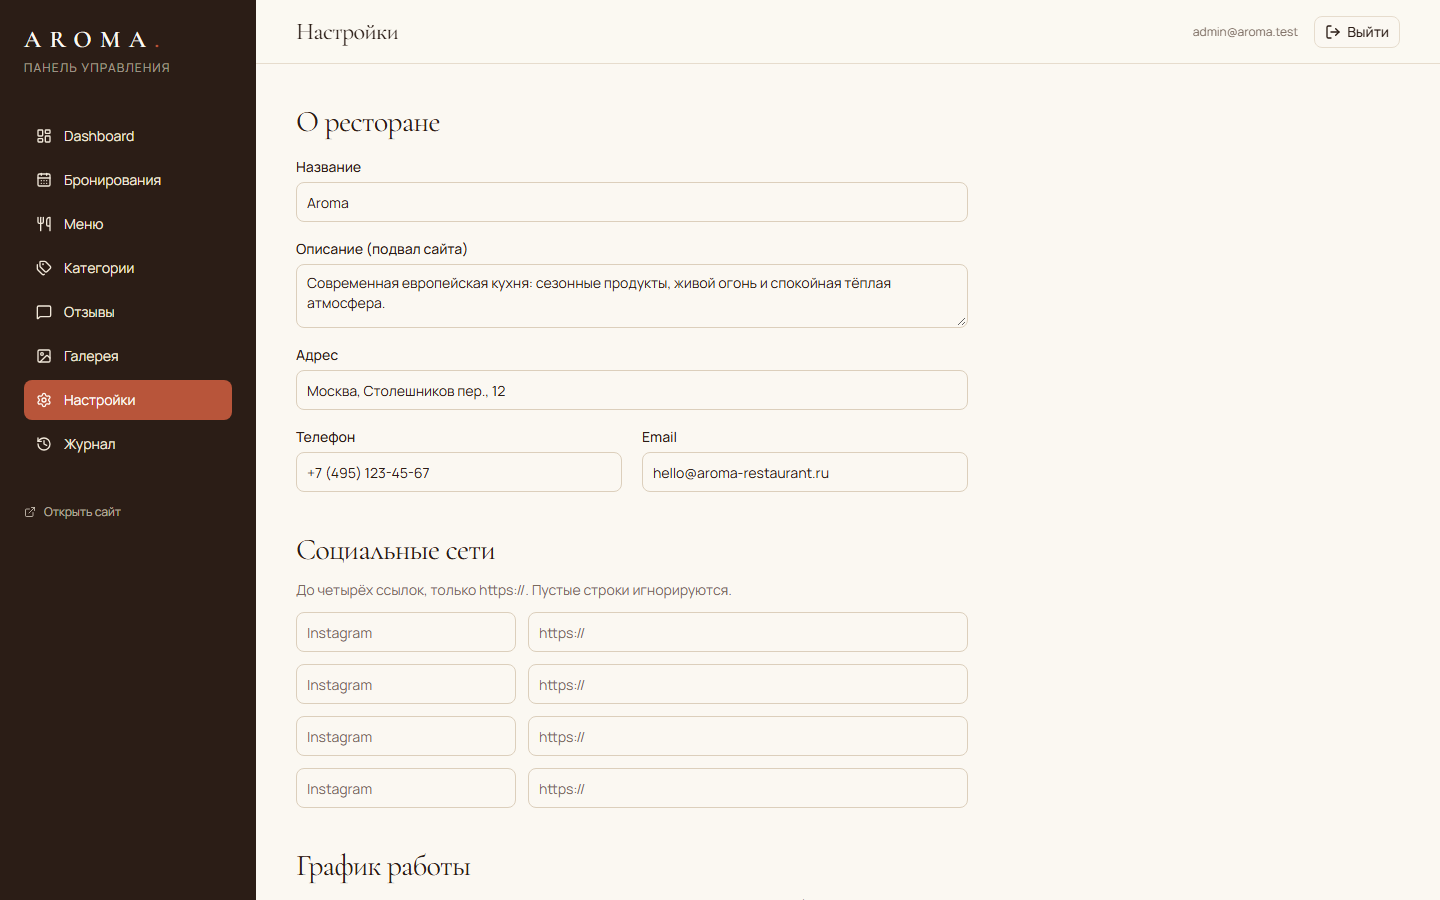 AROMA.
ПАНЕЛЬ УПРАВЛЕНИЯ
Dashboard
Бронирования
Меню
Категории
Отзывы
Галерея
Настройки
Журнал
Открыть сайт
Настройки
admin@aroma.test
Выйти
О ресторане
Название
Aroma
Описание (подвал сайта)
Современная европейская кухня: сезонные продукты, живой огонь и спокойная тёплая
атмосфера.
Адрес
Москва, Столешников пер., 12
Телефон
Email
+7 (495) 123-45-67
hello@aroma-restaurant.ru
Социальные сети
До четырёх ссылок, только https://. Пустые строки игнорируются.
Instagram
https://
Instagram
https://
Instagram
https://
Instagram
https://
График работы